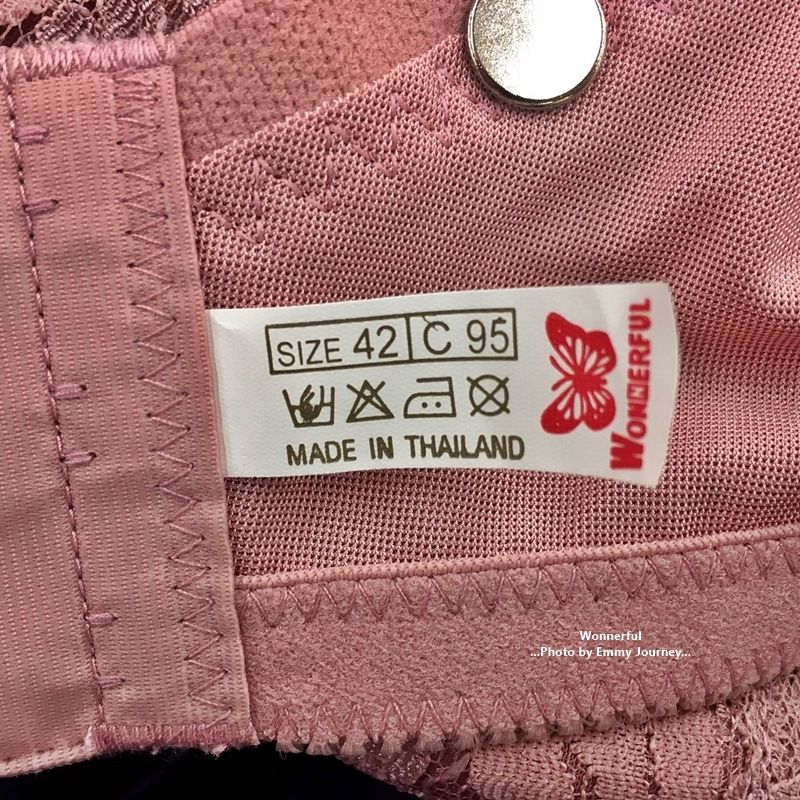 SIZE 42 C 95
MADE IN THAILAND
WONNERFUL
Wonnerful
...Photo by Emmy Journey...